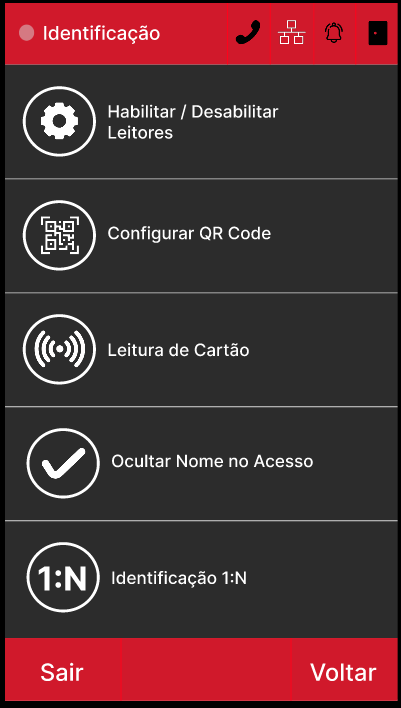 Identificação
Habilitar / Desabilitar
Leitores
Configurar QR Code
Leitura de Cartão
Ocultar Nome no Acesso
1:N
Identificação 1:N
Sair
Voltar